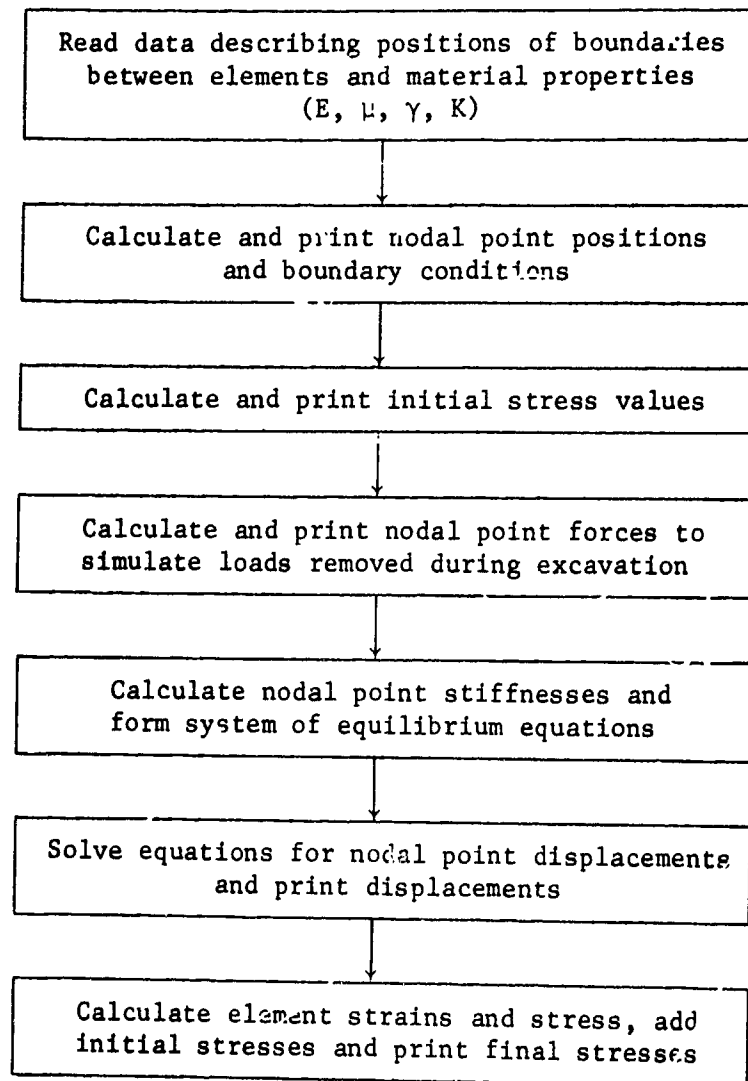 Read data describing positions of boundaries
between elements and material properties
(E, μ, γ, K)
Calculate and print nodal point positions
and boundary conditions
Calculate and print initial stress values
Calculate and print nodal point forces to
simulate loads removed during excavation
Calculate nodal point stiffnesses and
form system of equilibrium equations
Solve equations for nodal point displacements
and print displacements
Calculate element strains and stress, add
initial stresses and print final stresses